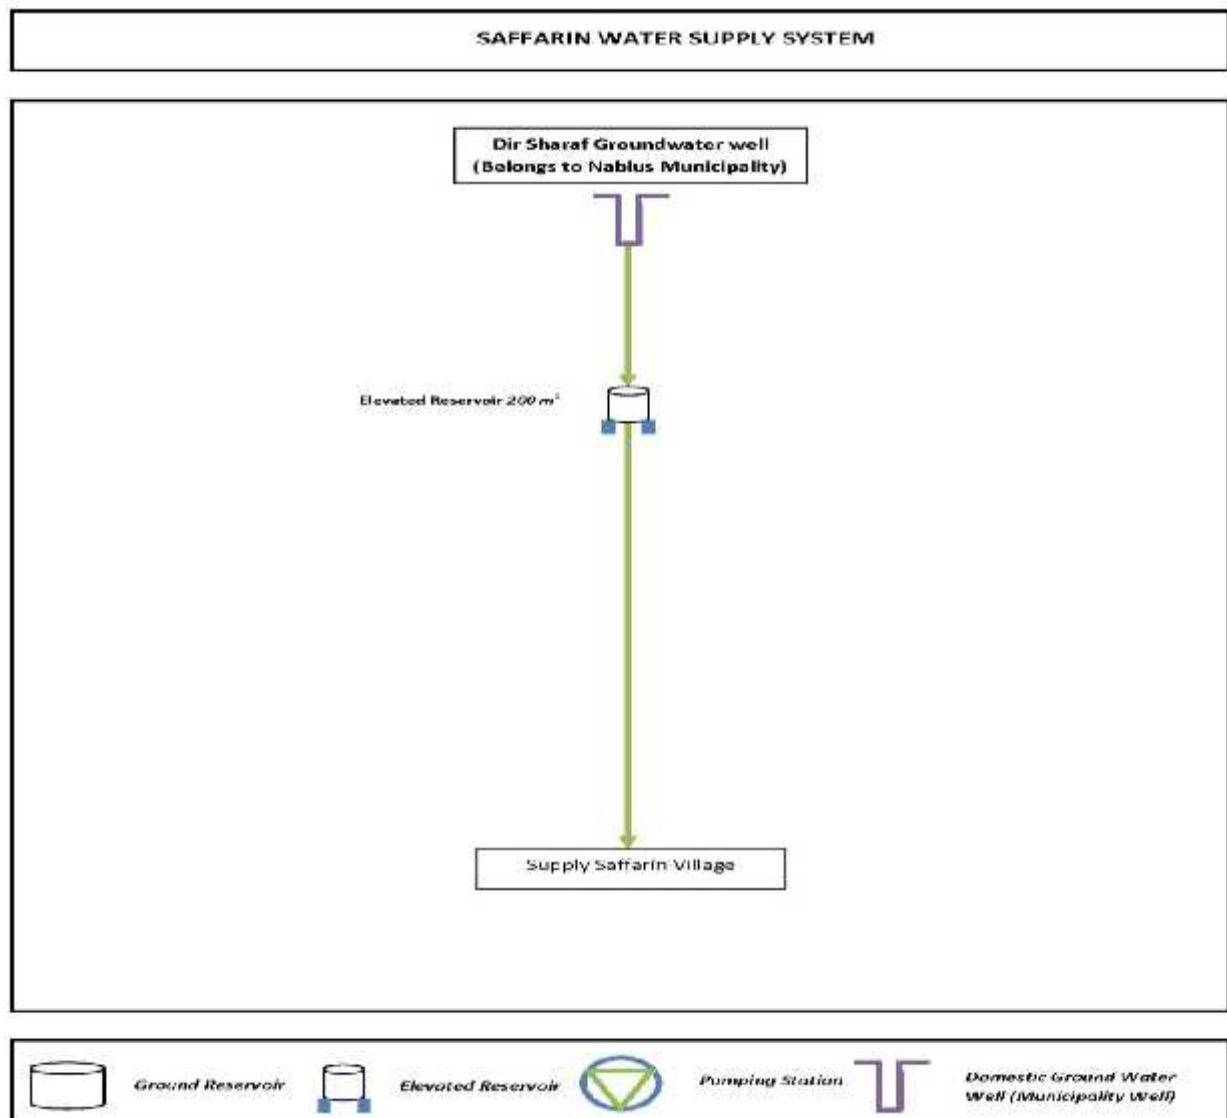 SAFFARIN WATER SUPPLY SYSTEM
Dir Sharaf Groundwater well
(Belongs to Nablus Municipality)
Elevated Reservoir 200 m³
Supply Saffarin Village
Ground Reservoir
Elevated Reservoir
Pumping Station
Domestic Ground Water
Well (Municipality Well)